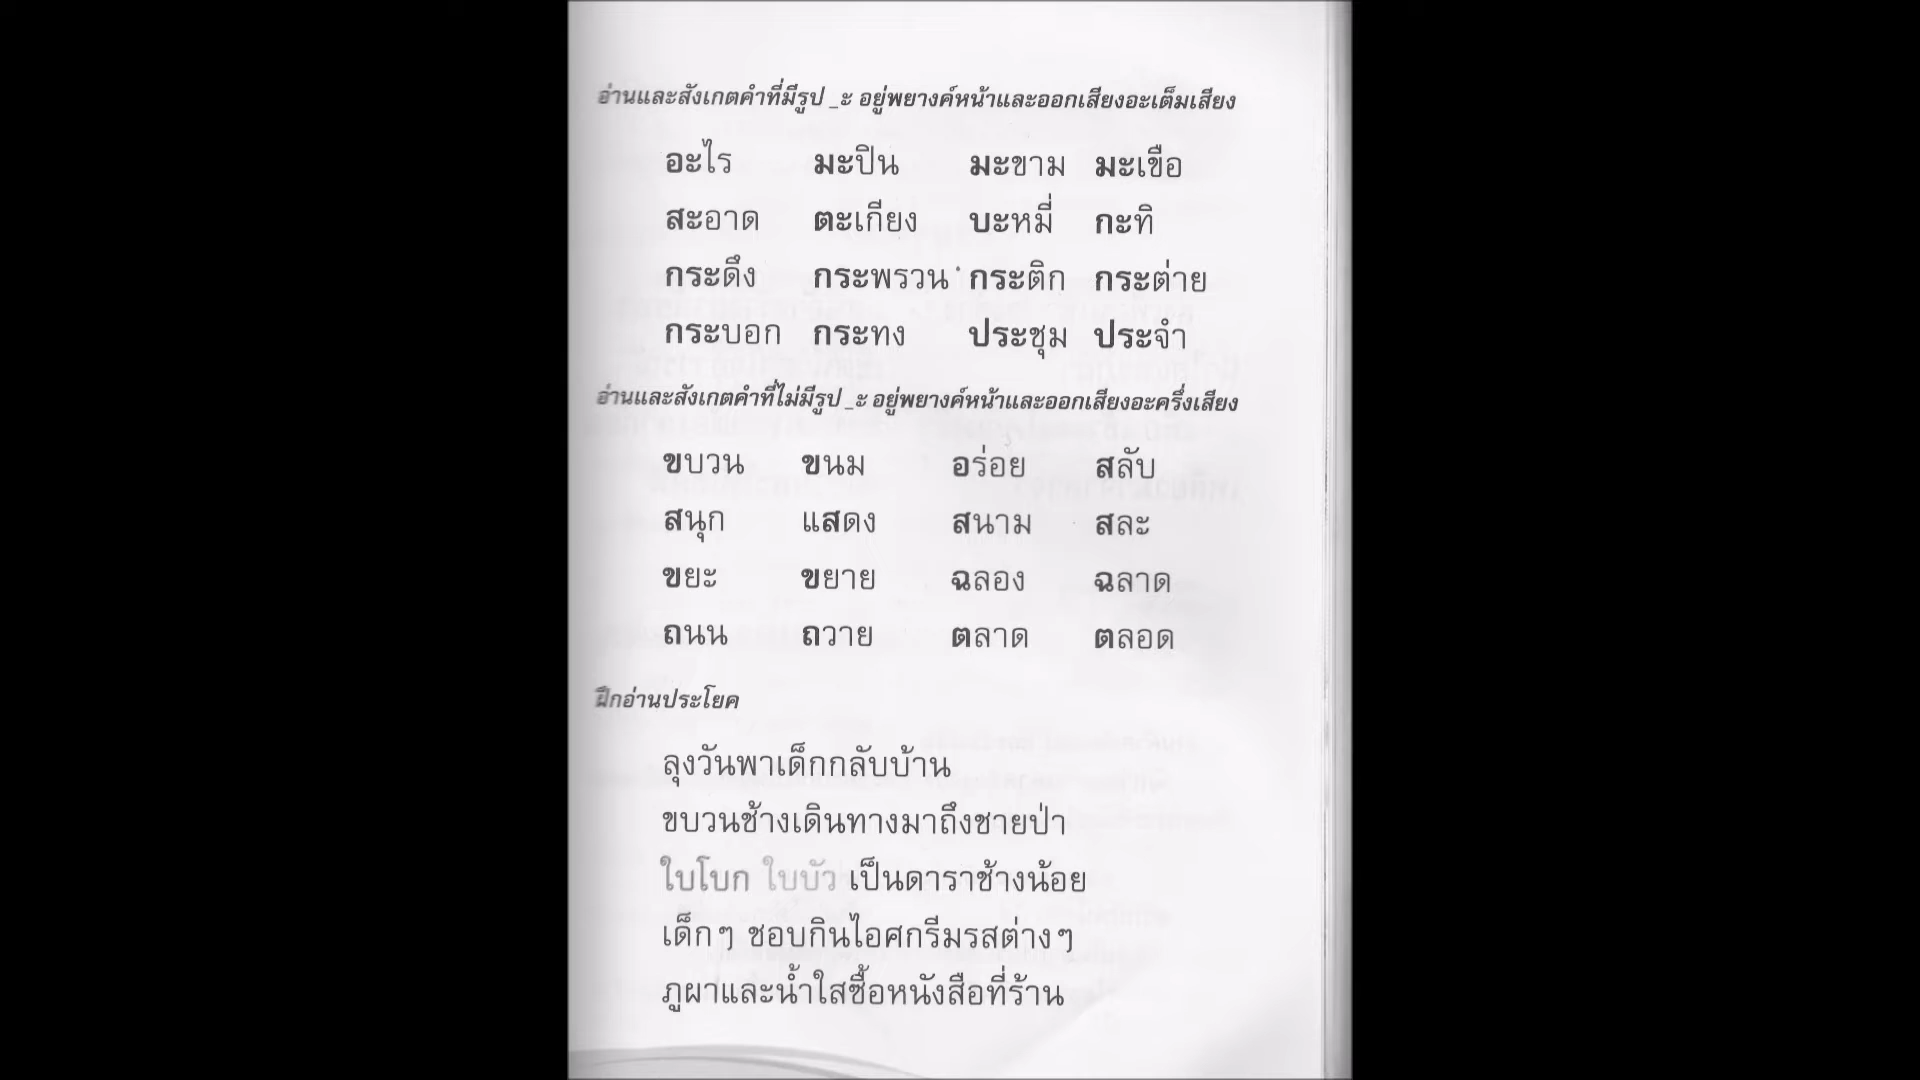 อ่านและสังเกตคำที่มีรูป _ะ อยู่พยางค์หน้าและออกเสียงอะเต็มเสียง
อะไร มะปิน มะขาม มะเขือ
สะอาด ตะเกียง บะหมี่ กะทิ
กระดึง กระพรวน กระติก กระต่าย
กระบอก กระทง ประชุม ประจำ
อ่านและสังเกตคำที่ไม่มีรูป _ะ อยู่พยางค์หน้าและออกเสียงอะครึ่งเสียง
ขบวน ขนม อร่อย สลับ
สนุก แสดง สนาม สละ
ขยะ ขยาย ฉลอง ฉลาด
ถนน ถวาย ตลาด ตลอด
ฝึกอ่านประโยค
ลุงวันพาเด็กกลับบ้าน
ขบวนช้างเดินทางมาถึงชายป่า
ใบโบก ใบบัว เป็นดาราช้างน้อย
เด็กๆ ชอบกินไอศกรีมรสต่างๆ
ภูผาและน้ำใสซื้อหนังสือที่ร้าน